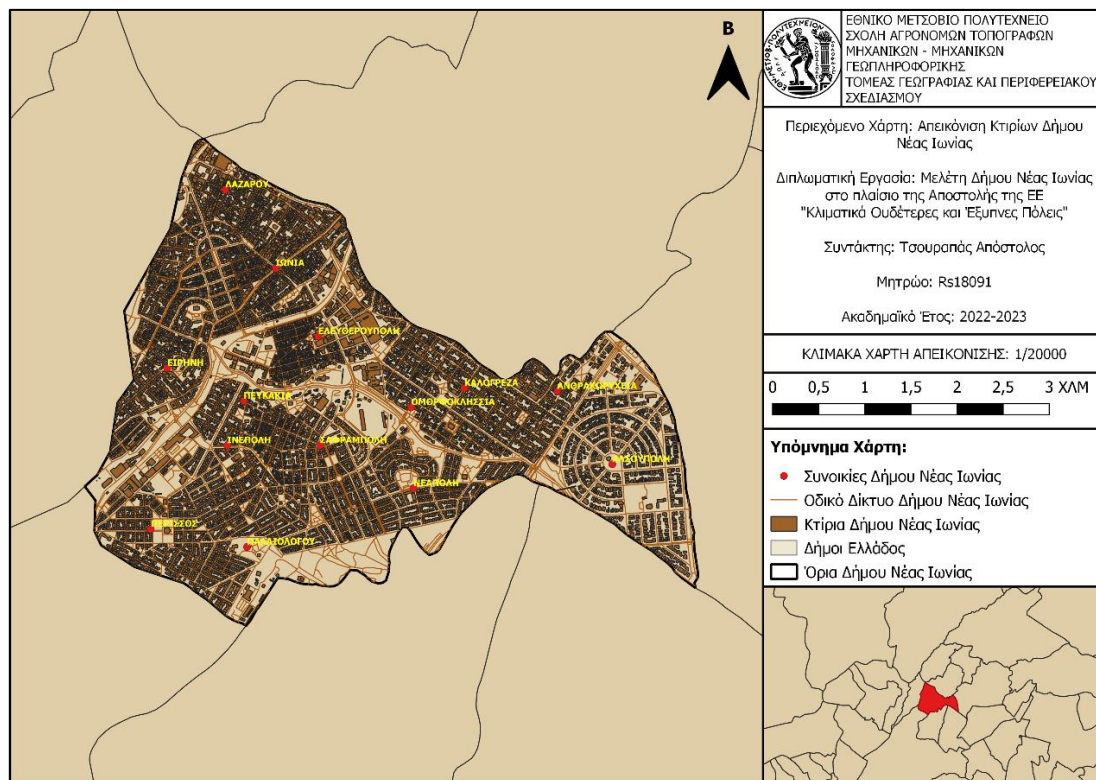 Β
ΛΑΖΑΡΟΥ
ΙΩΝΙΑ
ΕΛΕΥΘΕΡΟΥΠΟΛΗ
ΕΙΡΗΝΗ
ΚΑΛΟΓΡΕΖΑ
ΑΝΘΡΑΚΩΡΥΧΕΙΑ
ΠΕΥΚΑΚΙΑ
ΟΜΟΡΦΟΚΛΗΣΣΙΑ
ΙΝΕΠΟΛΗ
ΣΑΦΡΑΜΠΟΛΗ
ΑΛΣΟΥΠΟΛΗ
ΝΕΑΠΟΛΗ
ΠΕΡΙΣΣΟΣ
ΠΑΛΑΙΟΛΟΓΟΥ
ΕΘΝΙΚΟ ΜΕΤΣΟΒΙΟ ΠΟΛΥΤΕΧΝΕΙΟ
ΣΧΟΛΗ ΑΓΡΟΝΟΜΩΝ ΤΟΠΟΓΡΑΦΩΝ
ΜΗΧΑΝΙΚΩΝ - ΜΗΧΑΝΙΚΩΝ
ΓΕΩΠΛΗΡΟΦΟΡΙΚΗΣ
ΤΟΜΕΑΣ ΓΕΩΓΡΑΦΙΑΣ ΚΑΙ ΠΕΡΙΦΕΡΕΙΑΚΟΥ
ΣΧΕΔΙΑΣΜΟΥ
Περιεχόμενο Χάρτη: Απεικόνιση Κτιρίων Δήμου
Νέας Ιωνίας
Διπλωματική Εργασία: Μελέτη Δήμου Νέας Ιωνίας
στο πλαίσιο της Αποστολής της ΕΕ
"Κλιματικά Ουδέτερες και Έξυπνες Πόλεις"
Συντάκτης: Τσουραπάς Απόστολος
Μητρώο: Rs18091
Ακαδημαϊκό Έτος: 2022-2023
ΚΛΙΜΑΚΑ ΧΑΡΤΗ ΑΠΕΙΚΟΝΙΣΗΣ: 1/20000
0 0,5 1 1,5 2 2,5 3 ΧΛΜ
Υπόμνημα Χάρτη:
Συνοικίες Δήμου Νέας Ιωνίας
Οδικό Δίκτυο Δήμου Νέας Ιωνίας
Κτίρια Δήμου Νέας Ιωνίας
Δήμοι Ελλάδος
Όρια Δήμου Νέας Ιωνίας